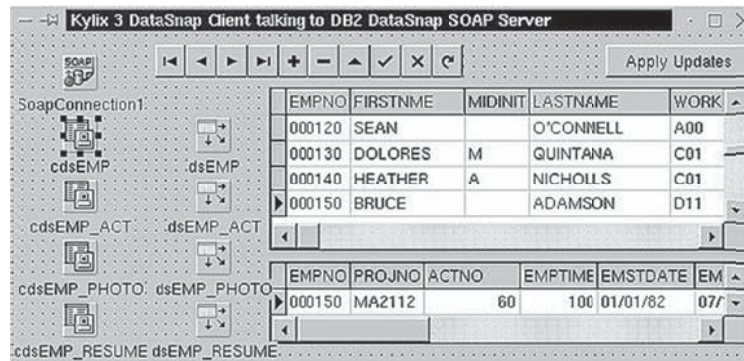 Kylix 3 DataSnap Client talking to DB2 DataSnap SOAP Server
SOAP
Apply Updates
SoapConnection1
EMPNO FIRSTNME MIDINIT LASTNAME WORK
000120 SEAN O'CONNELL A00
cdsEMP dsEMP
000130 DOLORES M QUINTANA C01
000140 HEATHER A NICHOLLS C01
000150 BRUCE ADAMSON D11
cdsEMP_ACT dsEMP_ACT
EMPNO PROJNO ACTNO EMPTIME EMSTDATE EM
cdsEMP_PHOTO dsEMP_PHOTO
000150 MA2112 60 100 01/01/82 07/
cdsEMP_RESUME dsEMP_RESUME